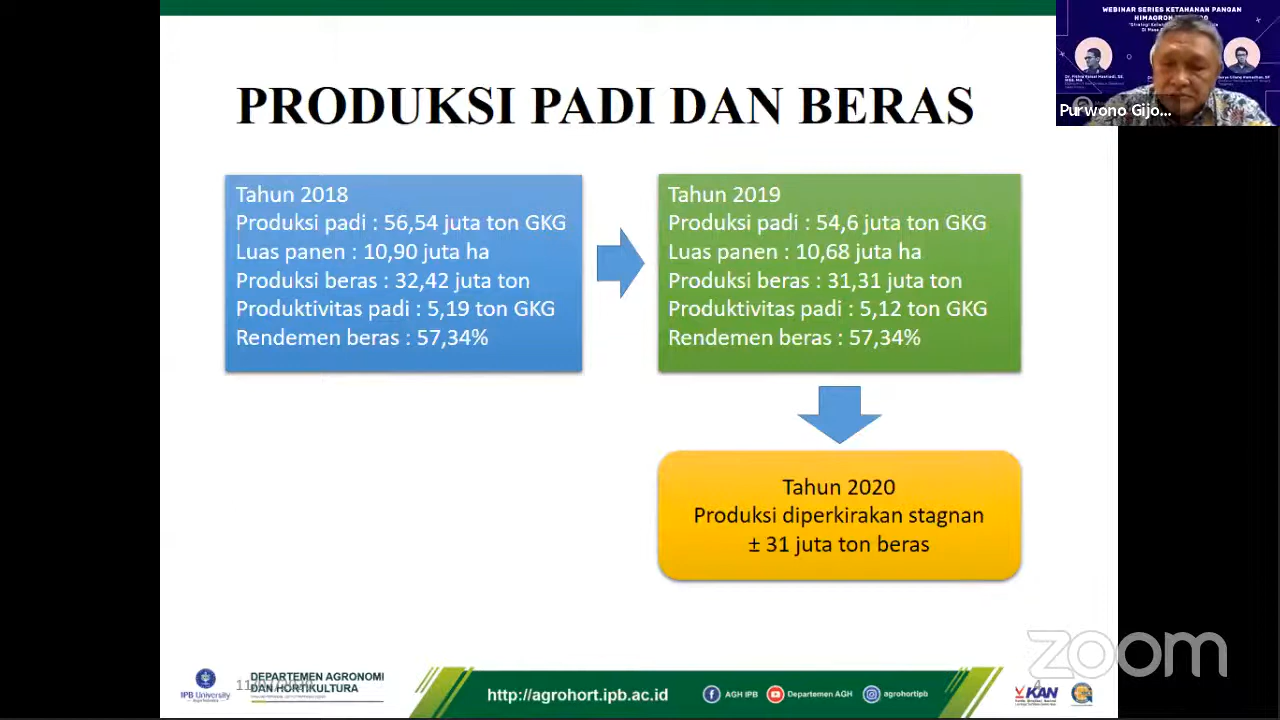 WEBINAR SERIES KETAHANAN PANGAN
Purwono Gijo...
PRODUKSI PADI DAN BERAS
Tahun 2018
Produksi padi : 56,54 juta ton GKG
Luas panen : 10,90 juta ha
Produksi beras : 32,42 juta ton
Produktivitas padi : 5,19 ton GKG
Rendemen beras : 57,34%
Tahun 2019
Produksi padi : 54,6 juta ton GKG
Luas panen : 10,68 juta ha
Produksi beras : 31,31 juta ton
Produktivitas padi : 5,12 ton GKG
Rendemen beras : 57,34%
Tahun 2020
Produksi diperkirakan stagnan
± 31 juta ton beras
zoom
IPB University
DEPARTEMEN AGRONOMI
DAN HORTIKULTURA
http://agrohort.ipb.ac.id
AGH IPB
Departemen AGH
agrohortipb
KAN
4